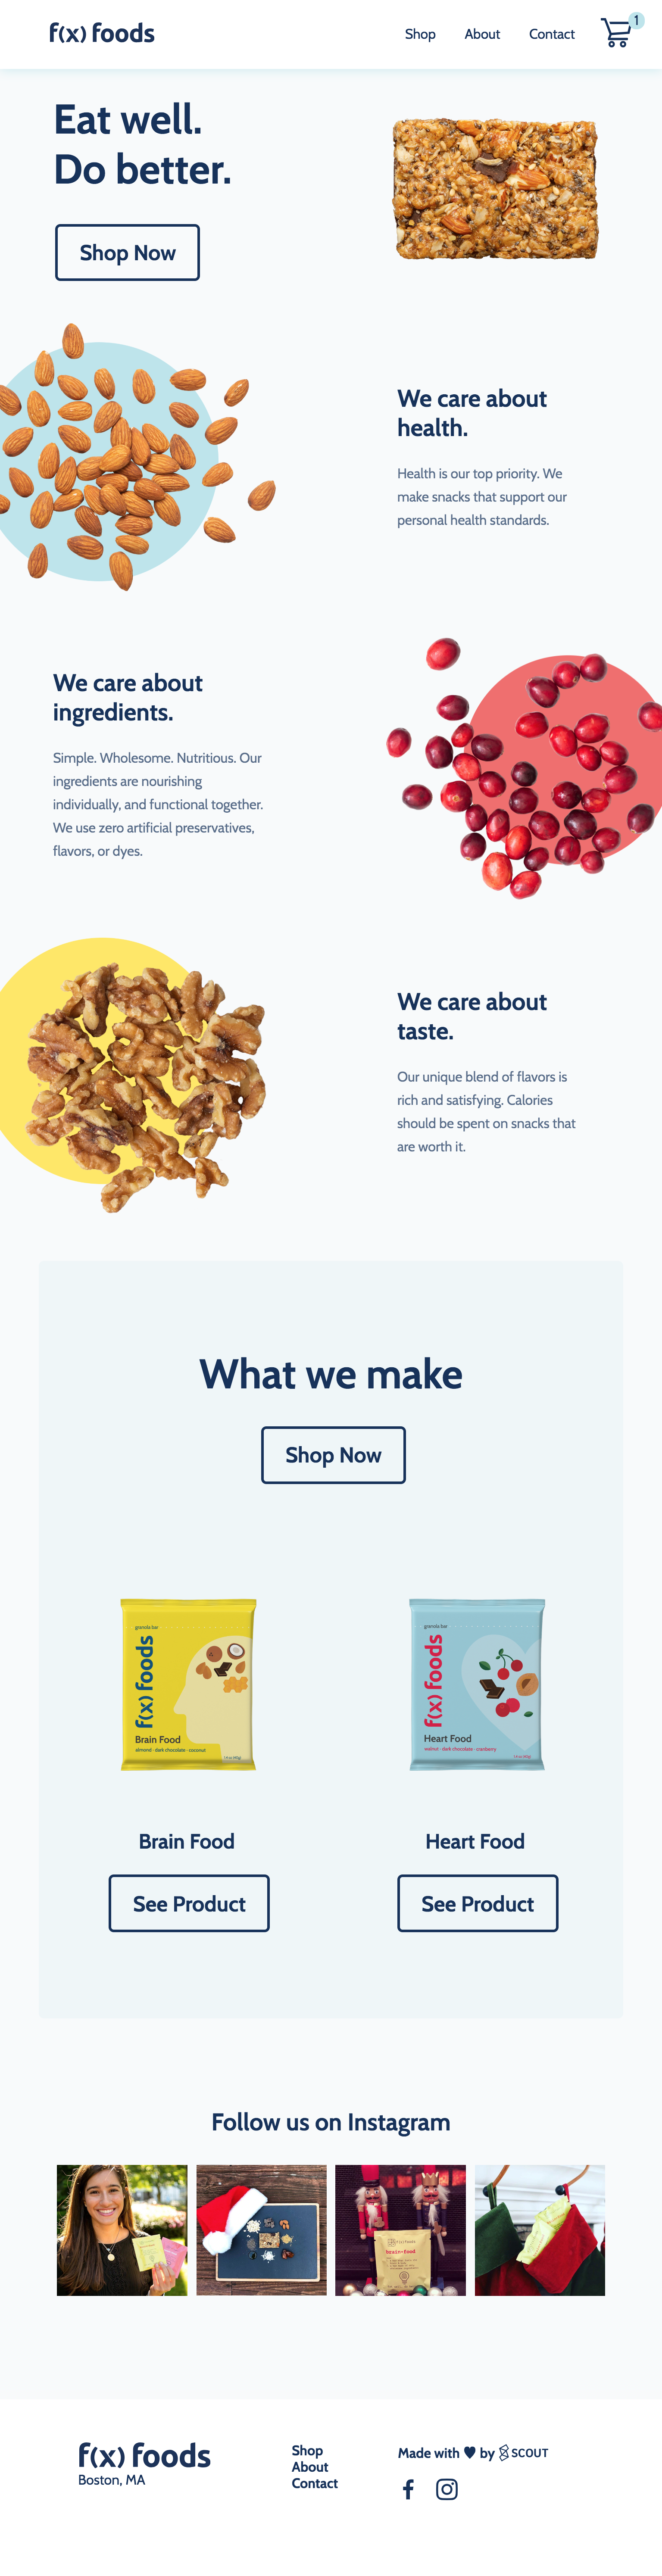 f(x) foods
Shop
About
Contact
1
Eat well.
Do better.
Shop Now
We care about
health.
Health is our top priority. We
make snacks that support our
personal health standards.
We care about
ingredients.
Simple. Wholesome. Nutritious. Our
ingredients are nourishing
individually, and functional together.
We use zero artificial preservatives,
flavors, or dyes.
We care about
taste.
Our unique blend of flavors is
rich and satisfying. Calories
should be spent on snacks that
are worth it.
What we make
Shop Now
granola bar
f(x) foods
Brain Food
almond · dark chocolate · coconut
granola bar
f(x) foods
Heart Food
walnut · dark chocolate · cranberry
Brain Food
See Product
Heart Food
See Product
Follow us on Instagram
brain-food
f(x) foods
Boston, MA
Shop
About
Contact
Made with ♥ by SCOUT